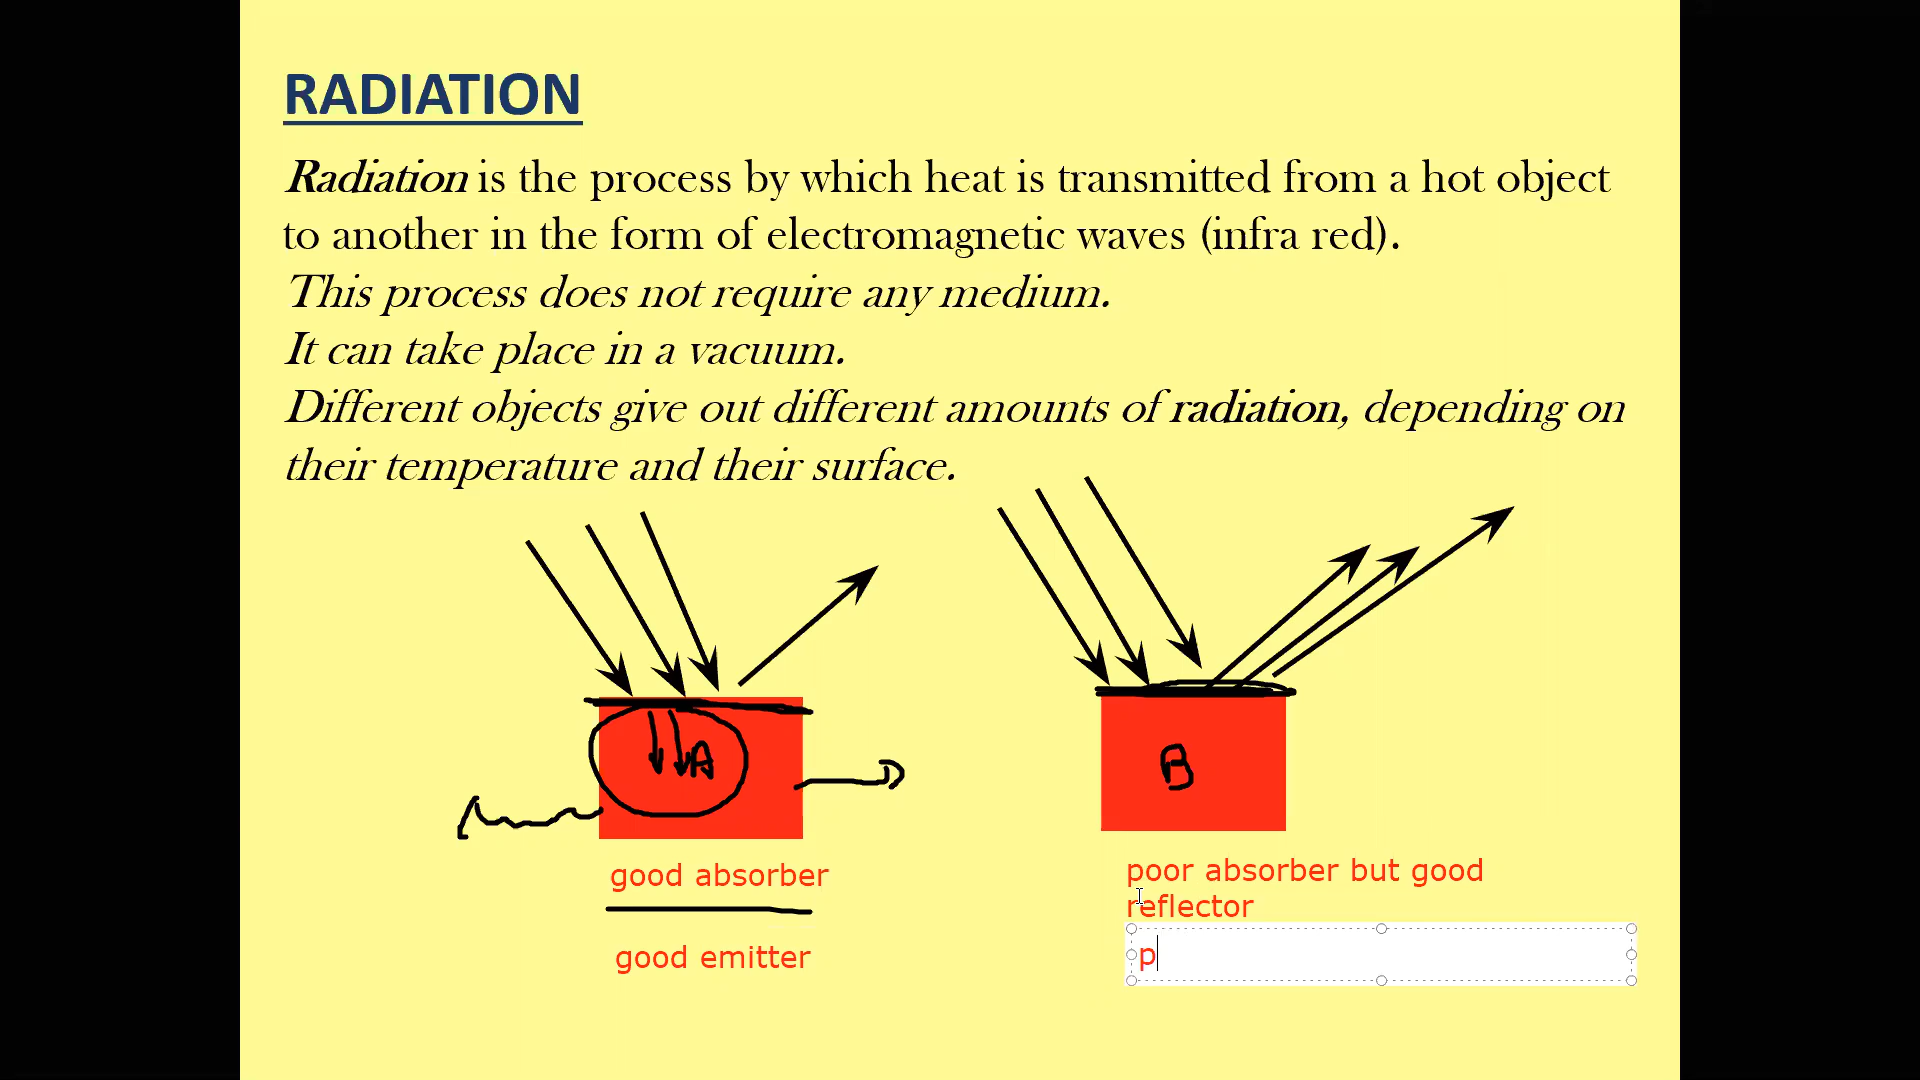 RADIATION
Radiation is the process by which heat is transmitted from a hot object
to another in the form of electromagnetic waves (infra red).
This process does not require any medium.
It can take place in a vacuum.
Different objects give out different amounts of radiation, depending on
their temperature and their surface.
A
B
good absorber
poor absorber but good
reflector
good emitter
p